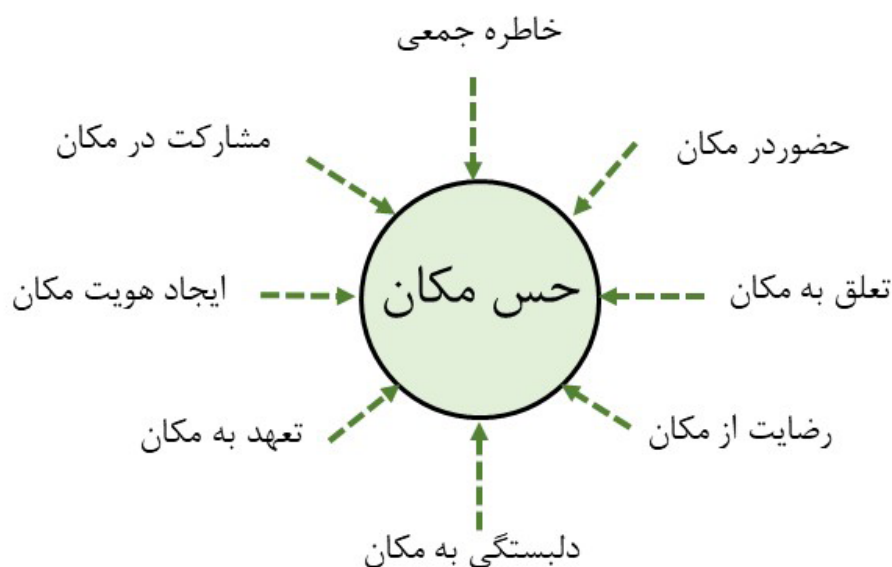 خاطره جمعی
مشارکت در مکان
حضوردر مکان
حس مکان
ایجاد هویت مکان
تعلق به مکان
تعهد به مکان
رضایت از مکان
دلبستگی به مکان